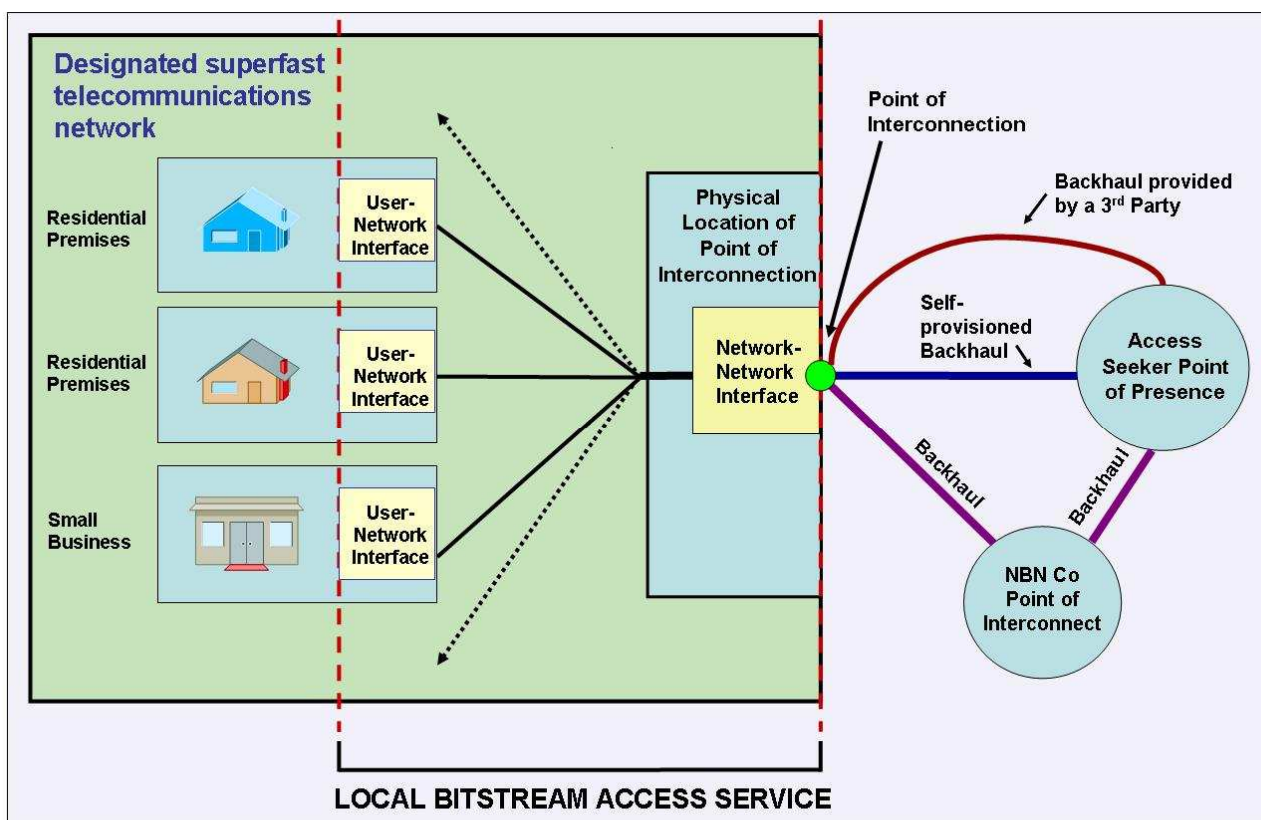 Designated superfast
telecommunications
network
Residential
Premises
User-
Network
Interface
Residential
Premises
User-
Network
Interface
Small
Business
User-
Network
Interface
Physical
Location of
Point of
Interconnection
Network-
Network
Interface
Point of
Interconnection
Backhaul provided
by a 3rd Party
Self-
provisioned
Backhaul
Access
Seeker Point
of Presence
Backhaul
Backhaul
NBN Co
Point of
Interconnect
LOCAL BITSTREAM ACCESS SERVICE